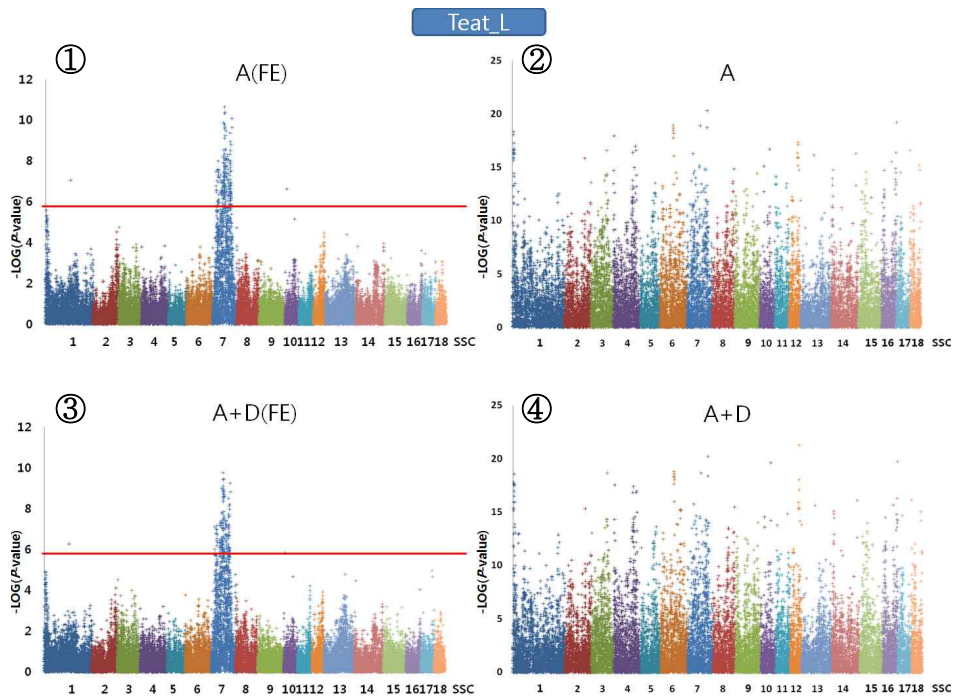 Teat_L
① A(FE)
12
10
8
6
4
2
0
-LOG(P-value)
1 2 3 4 5 6 7 8 9 101112 13 14 15 161718 SSC
② A
25
20
15
10
5
0
-LOG(P-value)
1 2 3 4 5 6 7 8 9 10 11 12 13 14 15 16 1718 SSC
③ A+D(FE)
12
10
8
6
4
2
0
-LOG(P-value)
1 2 3 4 5 6 7 8 9 101112 13 14 15 161718 SSC
④ A+D
25
20
15
10
5
0
-LOG(P-value)
1 2 3 4 5 6 7 8 9 10 11 12 13 14 15 16 1718 SSC